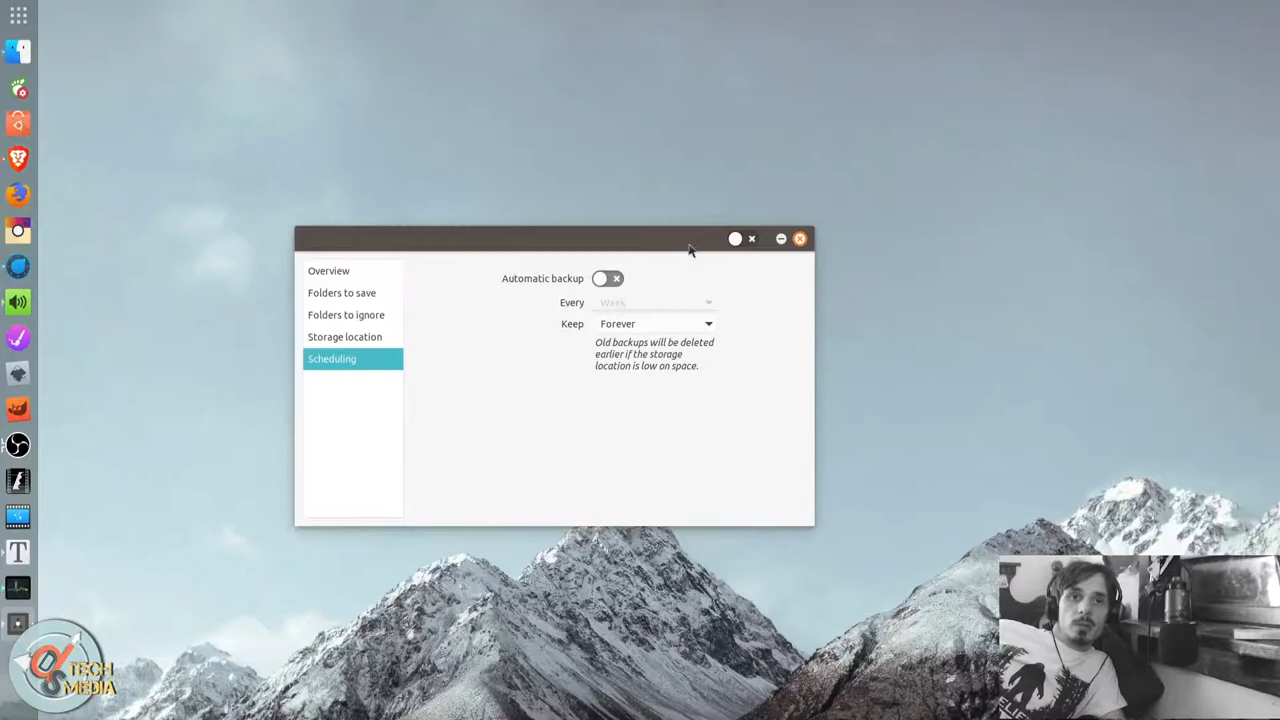 Overview
Folders to save
Folders to ignore
Storage location
Scheduling
Automatic backup
Every Week
Keep Forever
Old backups will be deleted
earlier if the storage
location is low on space.
TECH
MEDIA